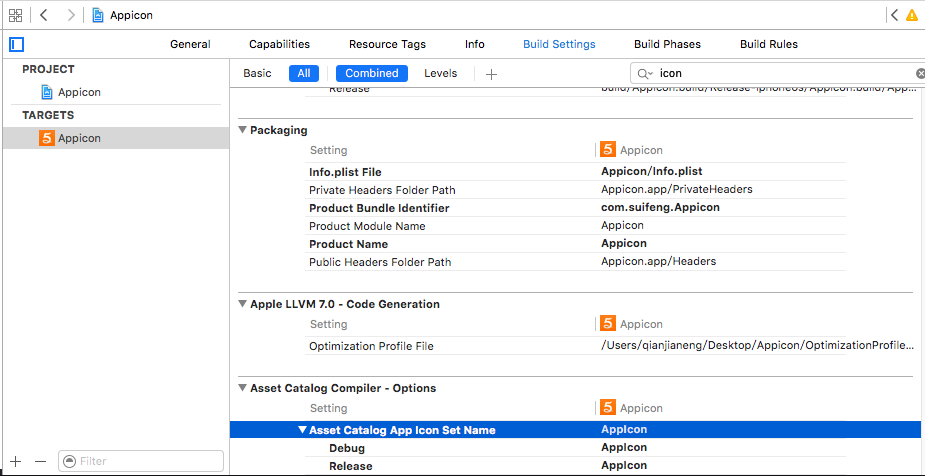 Appicon
General Capabilities Resource Tags Info Build Settings Build Phases Build Rules
PROJECT
Appicon
TARGETS
5 Appicon
Basic All Combined Levels icon
Release build/Appicon.build/Release-iphoneos/Appicon.build/App...
Packaging
Setting 5 Appicon
Info.plist File Appicon/Info.plist
Private Headers Folder Path Appicon.app/PrivateHeaders
Product Bundle Identifier com.suifeng.Appicon
Product Module Name Appicon
Product Name Appicon
Public Headers Folder Path Appicon.app/Headers
Apple LLVM 7.0 - Code Generation
Setting 5 Appicon
Optimization Profile File /Users/qianjianeng/Desktop/Appicon/OptimizationProfile...
Asset Catalog Compiler - Options
Setting 5 Appicon
Asset Catalog App Icon Set Name AppIcon
Debug AppIcon
Release AppIcon
Filter